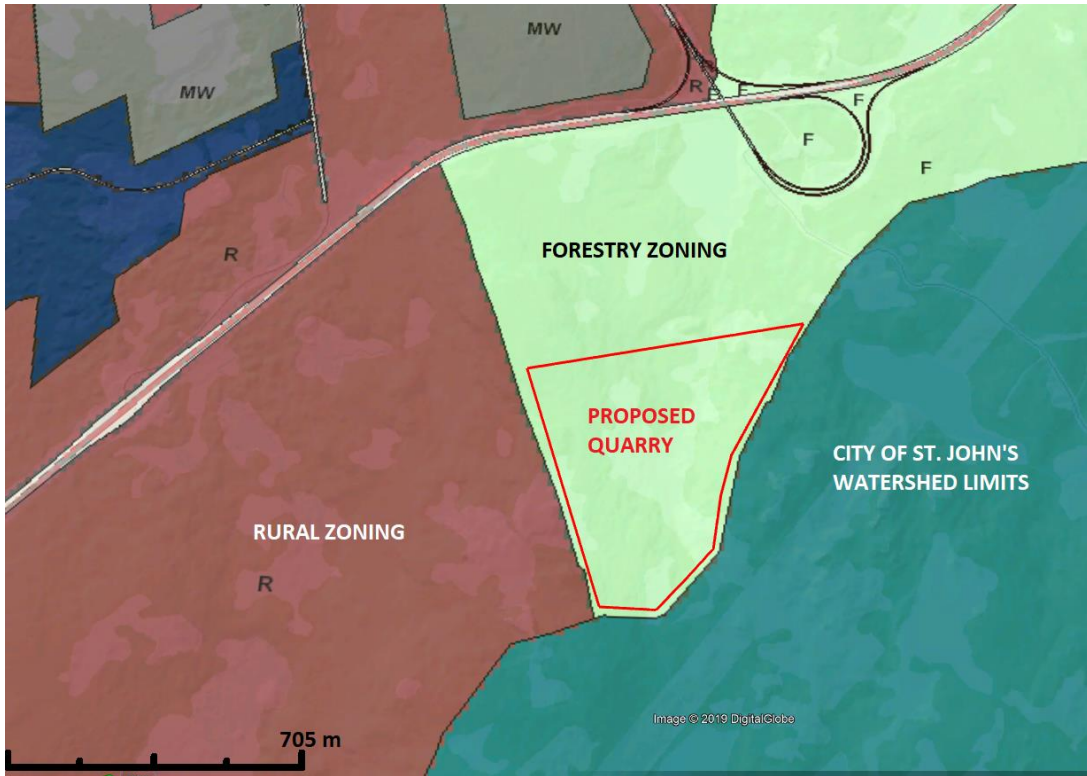 MW
MW
R
F
F
F
F
R
FORESTRY ZONING
PROPOSED
QUARRY
CITY OF ST. JOHN'S
WATERSHED LIMITS
RURAL ZONING
R
Image © 2019 DigitalGlobe
705 m